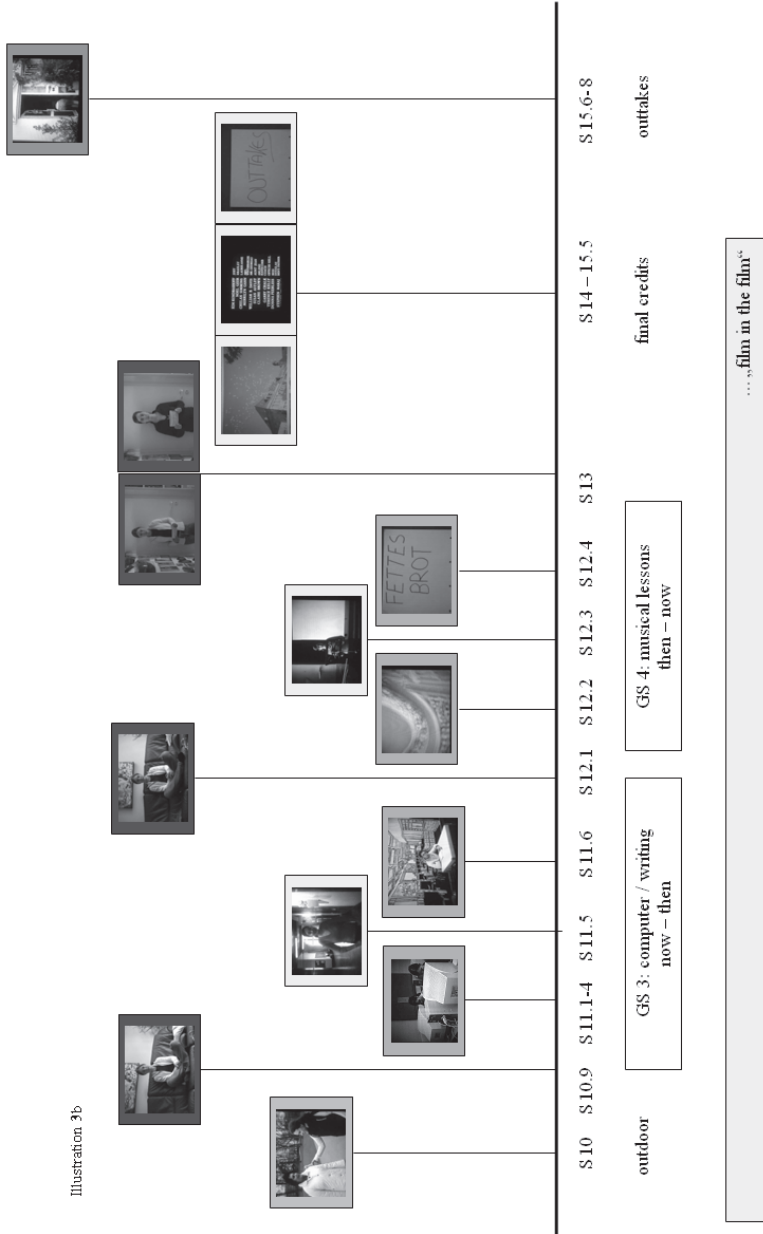 Illustration 3b
OUTTAKES
FETTES
BROT
S10
S10.9
S11.1-4
S11.5
S11.6
S12.1
S12.2
S12.3
S12.4
S13
S14 – 15.5
S15.6-8
outdoor
GS 3: computer / writing
now – then
GS 4: musical lessons
then – now
final credits
outtakes
… „film in the film“